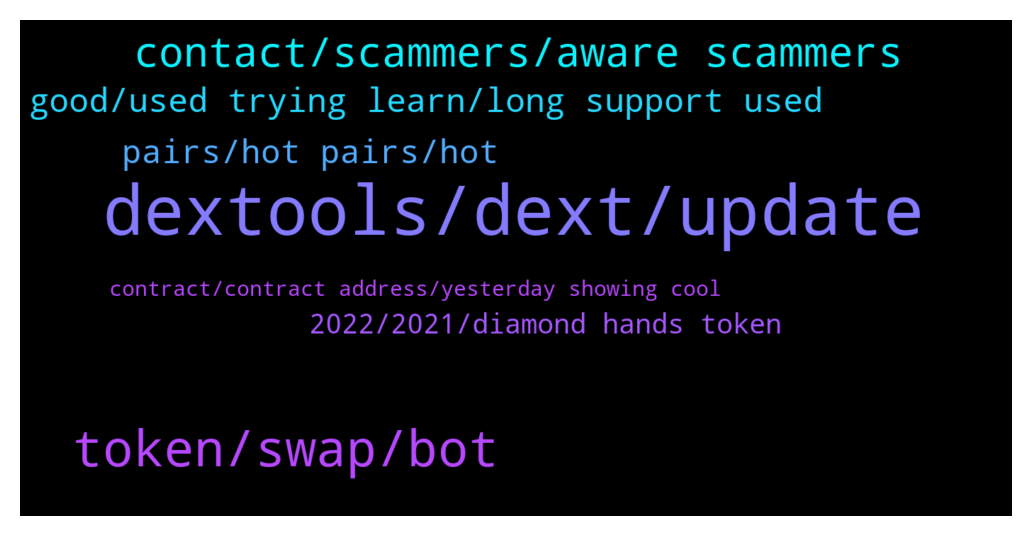 contact/scammers/aware scammers
good/used trying learn/long support used
pairs/hot pairs/hot
dextools/dext/update
contract/contract address/yesterday showing cool
2022/2021/diamond hands token
token/swap/bot